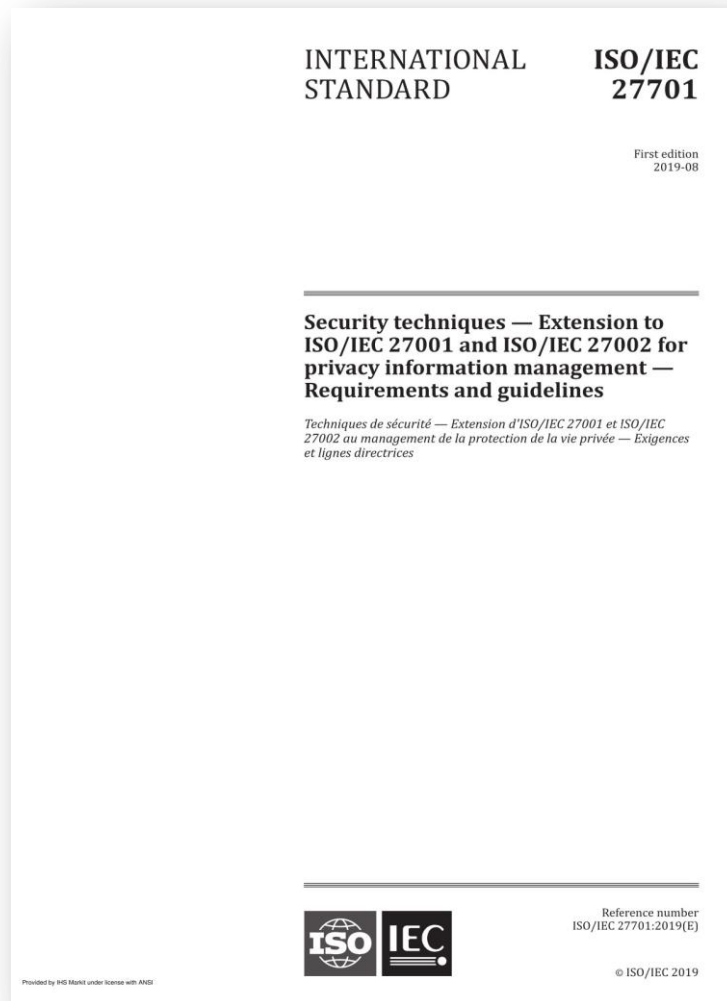 INTERNATIONAL STANDARD
ISO/IEC 27701
First edition
2019-08
Security techniques — Extension to
ISO/IEC 27001 and ISO/IEC 27002 for
privacy information management —
Requirements and guidelines
Techniques de sécurité — Extension d'ISO/IEC 27001 et ISO/IEC
27002 au management de la protection de la vie privée — Exigences
et lignes directrices
ISO IEC
Reference number
ISO/IEC 27701:2019(E)
Provided by IHS Markit under license with ANSI
© ISO/IEC 2019